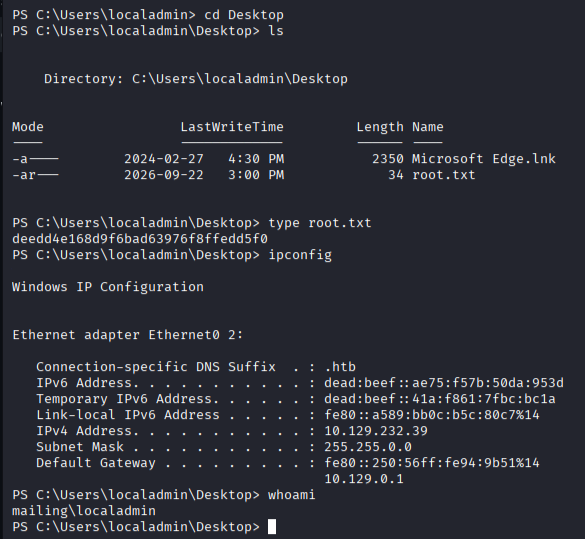 PS C:\Users\localadmin> cd Desktop
PS C:\Users\localadmin\Desktop> ls
Directory: C:\Users\localadmin\Desktop
Mode                 LastWriteTime         Length Name
----                 -------------         ------ ----
-a----        2024-02-27   4:30 PM           2350 Microsoft Edge.lnk
-ar---        2026-09-22   3:00 PM             34 root.txt
PS C:\Users\localadmin\Desktop> type root.txt
deedd4e168d9f6bad63976f8ffedd5f0
PS C:\Users\localadmin\Desktop> ipconfig
Windows IP Configuration
Ethernet adapter Ethernet0 2:
Connection-specific DNS Suffix  . : .htb
IPv6 Address. . . . . . . . . . . : dead:beef::ae75:f57b:50da:953d
Temporary IPv6 Address. . . . . . : dead:beef::41a:f861:7fbc:bc1a
Link-local IPv6 Address . . . . . : fe80::a589:bb0c:b5c:80c7%14
IPv4 Address. . . . . . . . . . . : 10.129.232.39
Subnet Mask . . . . . . . . . . . : 255.255.0.0
Default Gateway . . . . . . . . . : fe80::250:56ff:fe94:9b51%14
10.129.0.1
PS C:\Users\localadmin\Desktop> whoami
mailing\localadmin
PS C:\Users\localadmin\Desktop>